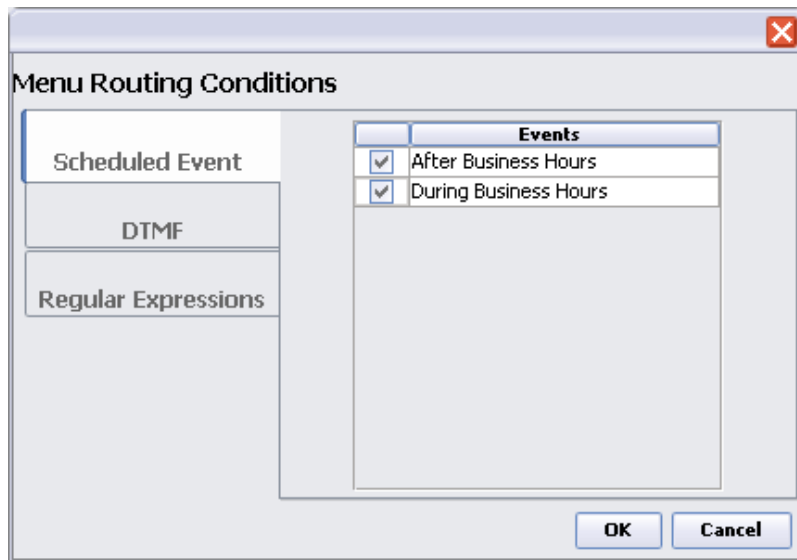 Menu Routing Conditions
Scheduled Event
DTMF
Regular Expressions
Events
After Business Hours
During Business Hours
OK
Cancel